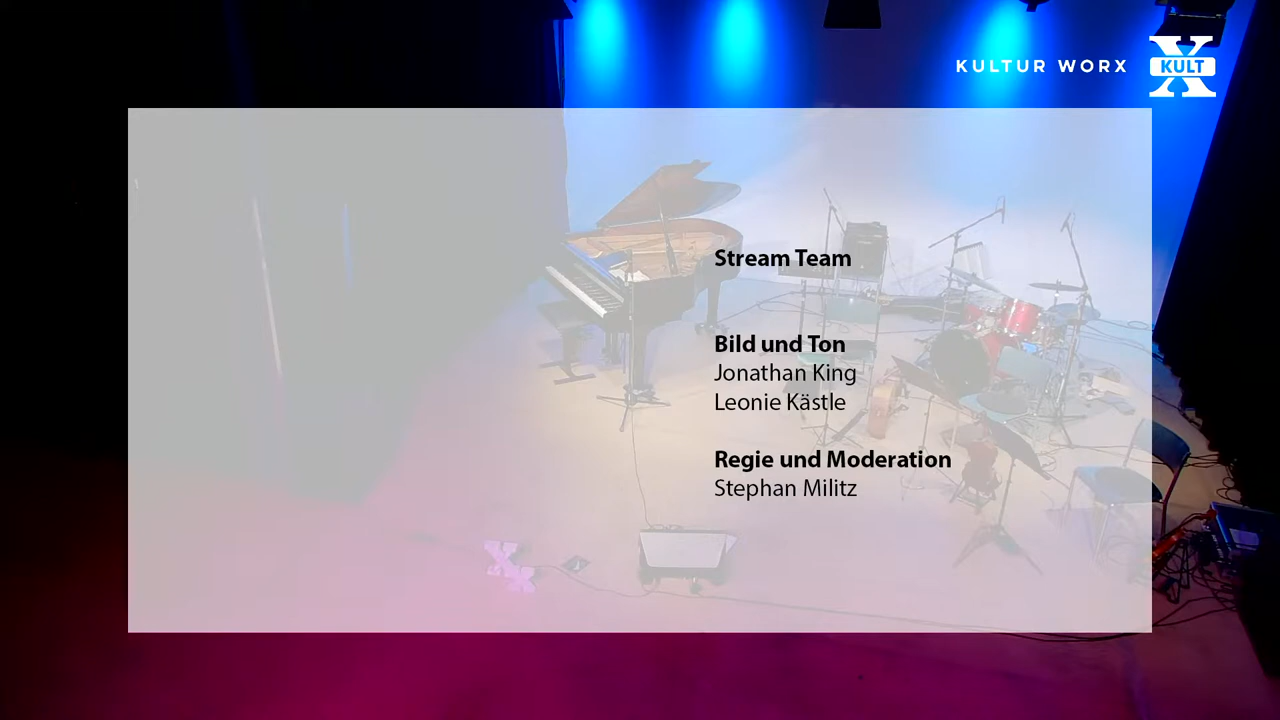 KULTUR WORX
KULT
Stream Team
Bild und Ton
Jonathan King
Leonie Kästle
Regie und Moderation
Stephan Militz